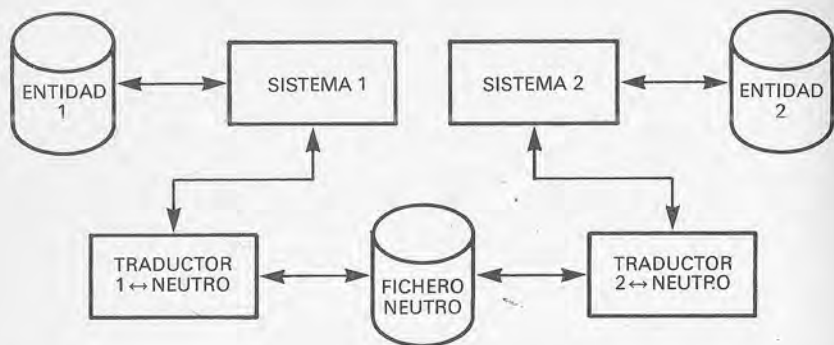 ENTIDAD
1
SISTEMA 1
SISTEMA 2
ENTIDAD
2
TRADUCTOR
1 ↔ NEUTRO
FICHERO
NEUTRO
TRADUCTOR
2 ↔ NEUTRO